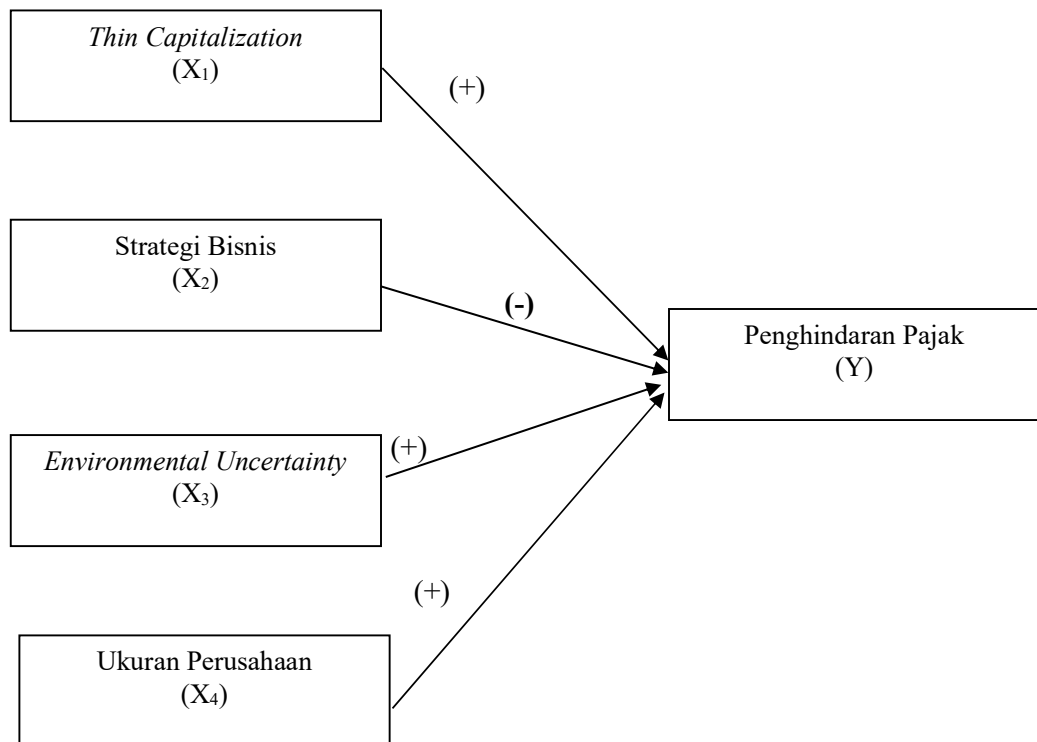 Thin Capitalization
(X₁)
(+)
Strategi Bisnis
(X₂)
(-)
Penghindaran Pajak
(Y)
Environmental Uncertainty
(X₃)
(+)
(+)
Ukuran Perusahaan
(X₄)